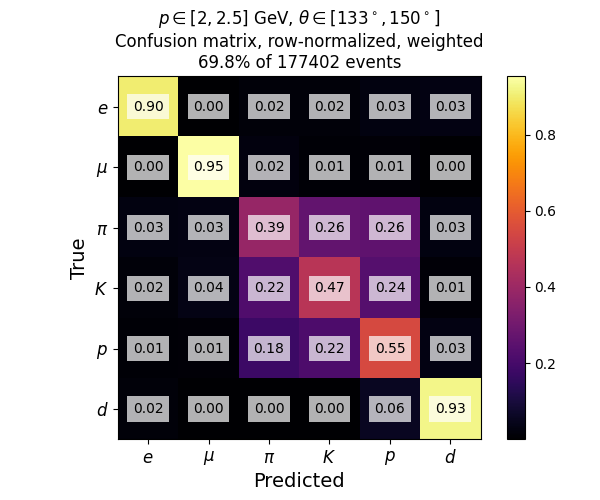 p ∈ [2, 2.5] GeV, θ ∈ [133°, 150°]
Confusion matrix, row-normalized, weighted
69.8% of 177402 events
e 0.90 0.00 0.02 0.02 0.03 0.03
μ 0.00 0.95 0.02 0.01 0.01 0.00
π 0.03 0.03 0.39 0.26 0.26 0.03
K 0.02 0.04 0.22 0.47 0.24 0.01
p 0.01 0.01 0.18 0.22 0.55 0.03
d 0.02 0.00 0.00 0.00 0.06 0.93
e μ π K p d
True
Predicted
0.8
0.6
0.4
0.2